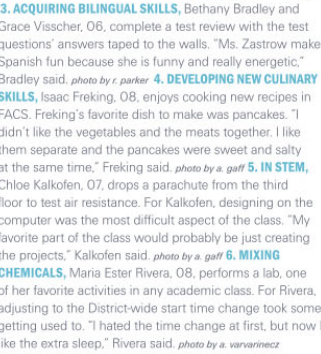 3. ACQUIRING BILINGUAL SKILLS, Bethany Bradley and
Grace Visscher, 06, complete a test review with the test
questions' answers taped to the walls. "Ms. Zastrow make
Spanish fun because she is funny and really energetic,"
Bradley said. photo by r. parker 4. DEVELOPING NEW CULINARY
SKILLS, Isaac Freking, 08, enjoys cooking new recipes in
FACS. Freking's favorite dish to make was pancakes. "I
didn't like the vegetables and the meats together. I like
them separate and the pancakes were sweet and salty
at the same time," Freking said. photo by a. gaff 5. IN STEM,
Chloe Kalkofen, 07, drops a parachute from the third
floor to test air resistance. For Kalkofen, designing on the
computer was the most difficult aspect of the class. "My
favorite part of the class would probably be just creating
the projects," Kalkofen said. photo by a. gaff 6. MIXING
CHEMICALS, Maria Ester Rivera, 08, performs a lab, one
of her favorite activities in any academic class. For Rivera,
adjusting to the District-wide start time change took some
getting used to. "I hated the time change at first, but now I
like the extra sleep," Rivera said. photo by a. varvarinecz